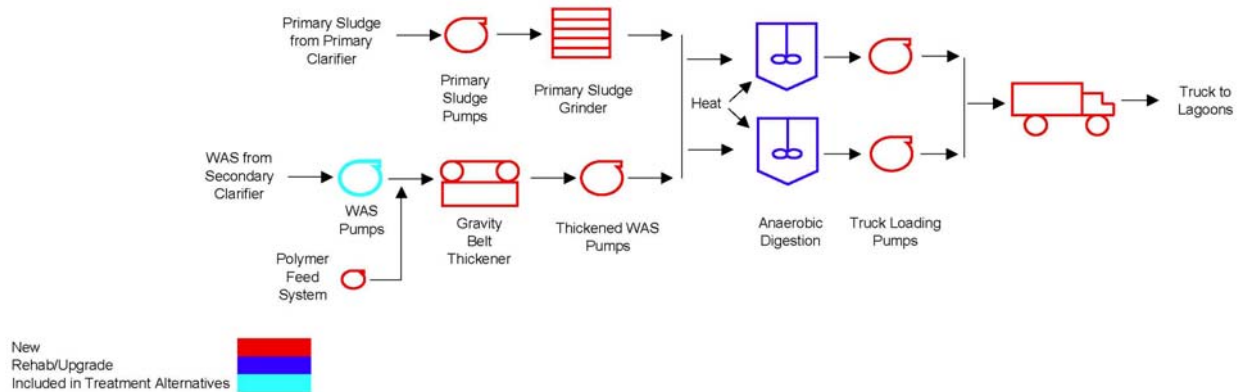 Primary Sludge
from Primary
Clarifier
Primary
Sludge
Pumps
Primary Sludge
Grinder
Heat
Truck to
Lagoons
WAS from
Secondary
Clarifier
WAS
Pumps
Gravity
Belt
Thickener
Thickened WAS
Pumps
Anaerobic
Digestion
Truck Loading
Pumps
Polymer
Feed
System
New
Rehab/Upgrade
Included in Treatment Alternatives